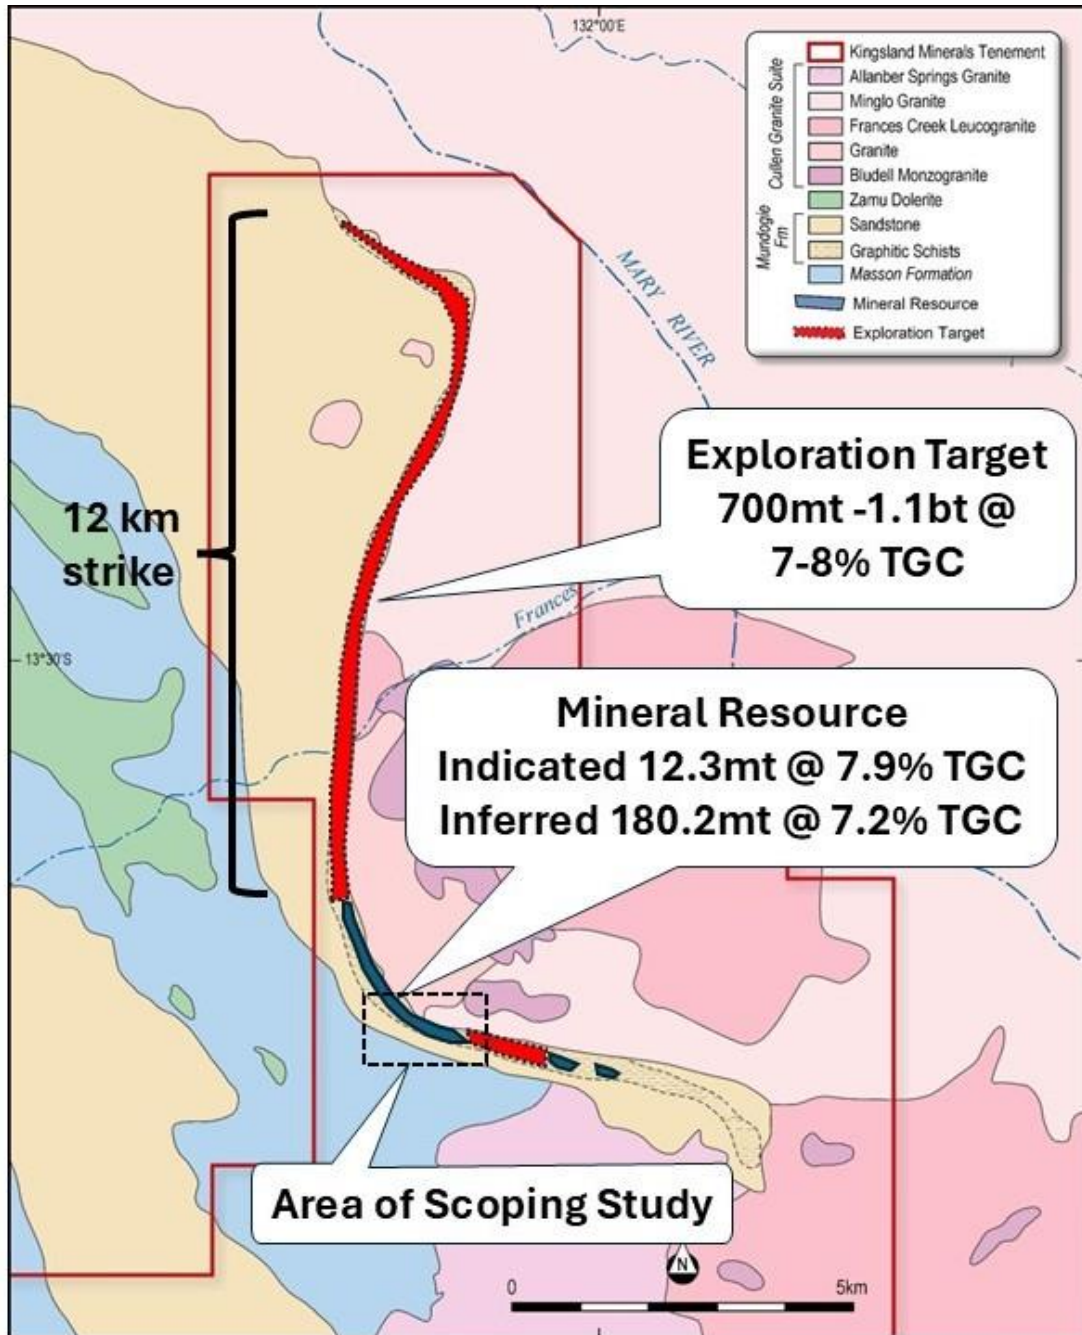 132°00'E
Kingsland Minerals Tenement
Cullen Granite Suite
Allanber Springs Granite
Minglo Granite
Frances Creek Leucogranite
Granite
Bludell Monzogranite
Zamu Dolerite
Mundogie
Fm
Sandstone
Graphitic Schists
Masson Formation
Mineral Resource
Exploration Target
MARY RIVER
Exploration Target
700mt -1.1bt @
7-8% TGC
12 km
strike
Frances
13°30'S
Mineral Resource
Indicated 12.3mt @ 7.9% TGC
Inferred 180.2mt @ 7.2% TGC
Area of Scoping Study
N
0 5km